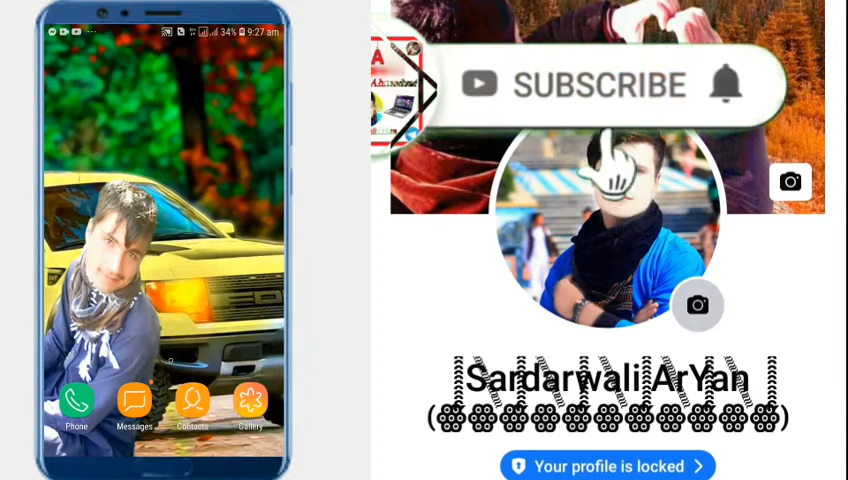 34% 9:27 am
Phone
Messages
Contacts
Gallery
A
SUBSCRIBE
Sardarwali ArYan
Your profile is locked